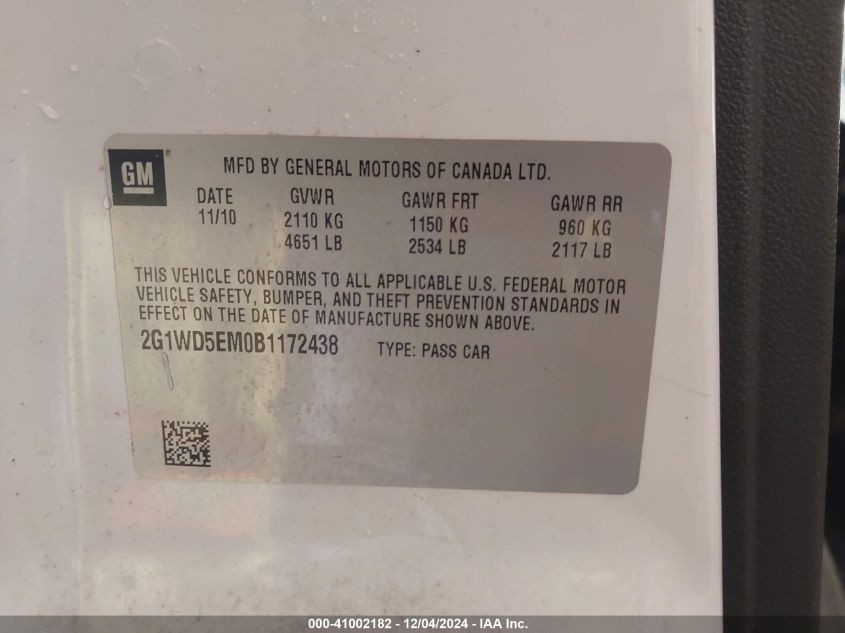 GM®
MFD BY GENERAL MOTORS OF CANADA LTD.
DATE GVWR GAWR FRT GAWR RR
11/10 2110 KG 1150 KG 960 KG
4651 LB 2534 LB 2117 LB
THIS VEHICLE CONFORMS TO ALL APPLICABLE U.S. FEDERAL MOTOR
VEHICLE SAFETY, BUMPER, AND THEFT PREVENTION STANDARDS IN
EFFECT ON THE DATE OF MANUFACTURE SHOWN ABOVE.
2G1WD5EM0B1172438 TYPE: PASS CAR
000-41002182 - 12/04/2024 - IAA Inc.